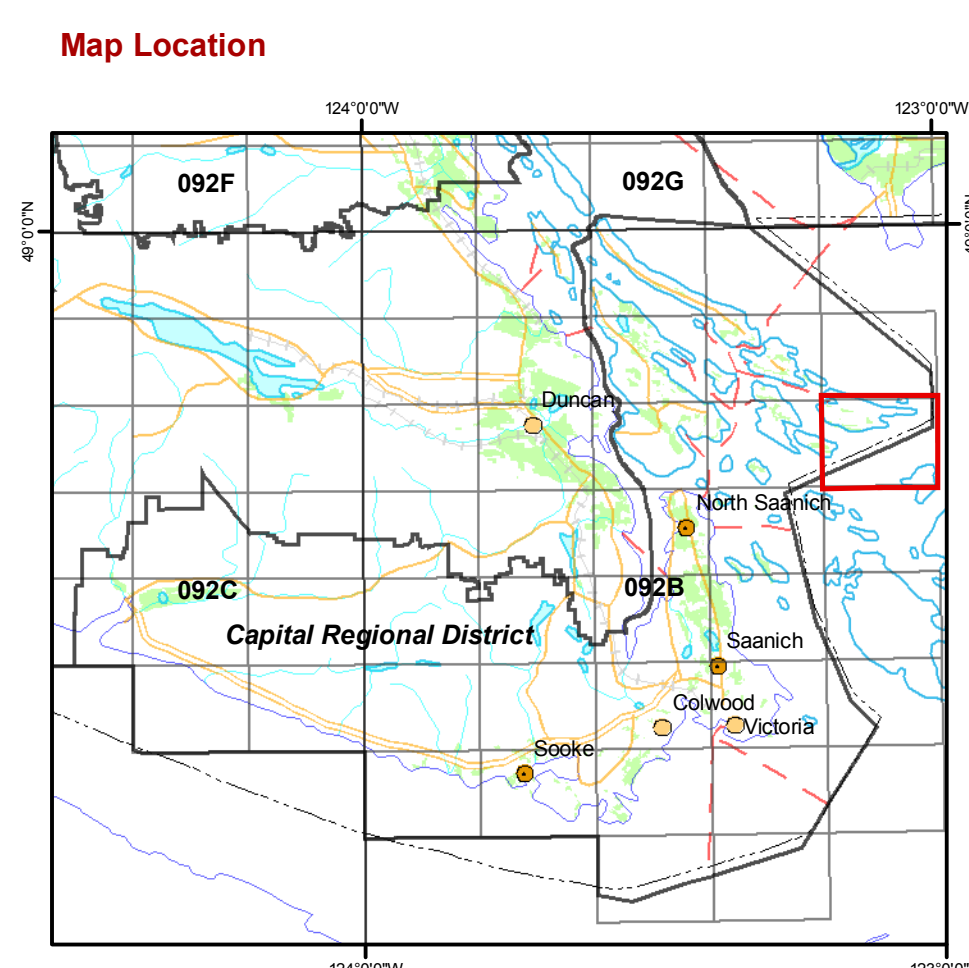 Map Location
124°0'0"W
123°0'0"W
092F
092G
49°0'0"N
Duncan
North Saanich
092C
092B
Capital Regional District
Saanich
Colwood
Victoria
Sooke